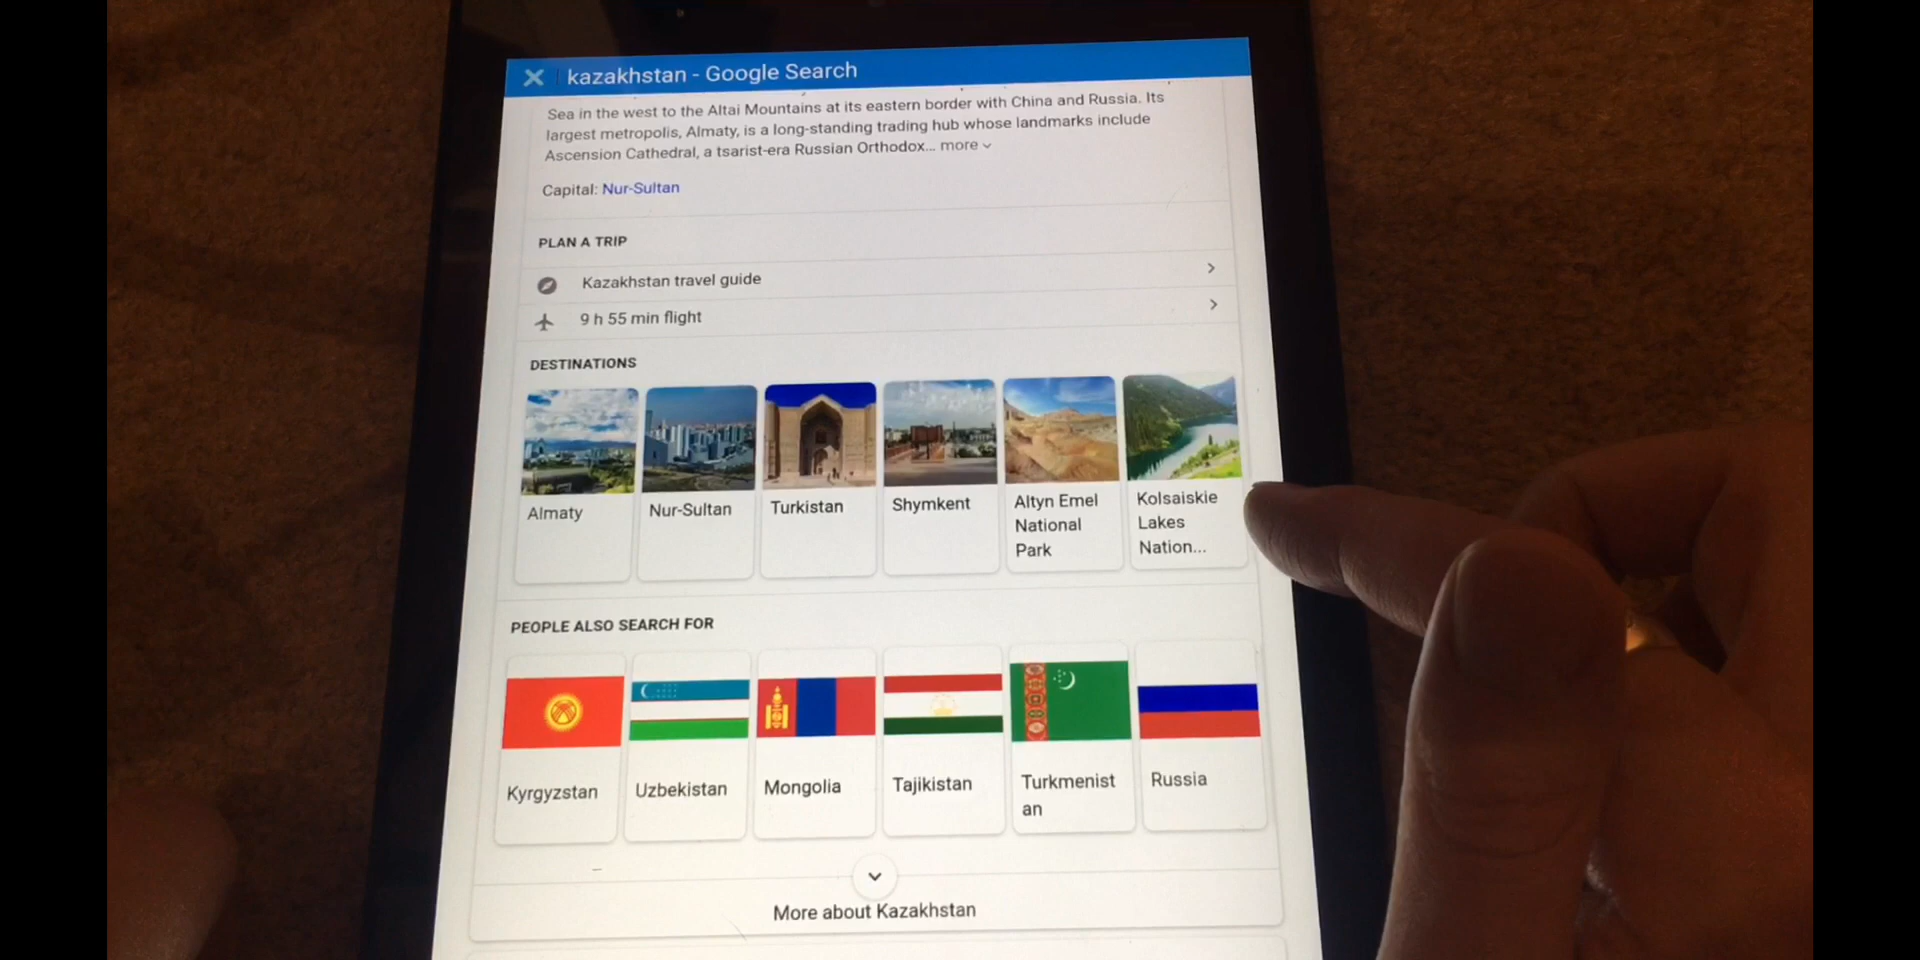 kazakhstan - Google Search
Sea in the west to the Altai Mountains at its eastern border with China and Russia. Its
largest metropolis, Almaty, is a long-standing trading hub whose landmarks include
Ascension Cathedral, a tsarist-era Russian Orthodox... more
Capital: Nur-Sultan
PLAN A TRIP
Kazakhstan travel guide
9 h 55 min flight
DESTINATIONS
Almaty
Nur-Sultan
Turkistan
Shymkent
Altyn Emel
National
Park
Kolsaiskie
Lakes
Nation...
PEOPLE ALSO SEARCH FOR
Kyrgyzstan
Uzbekistan
Mongolia
Tajikistan
Turkmenist
an
Russia
More about Kazakhstan